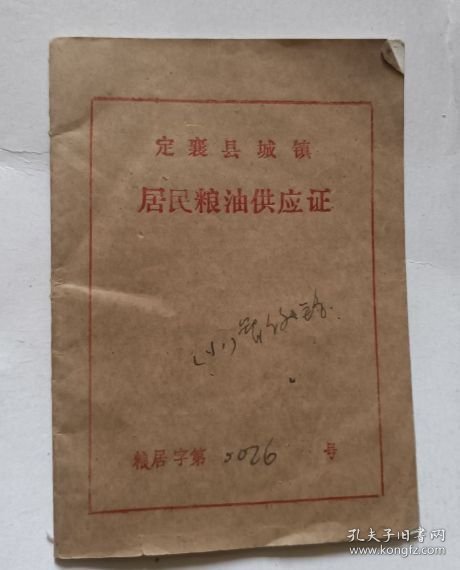 定襄县城镇
居民粮油供应证
粮居字第 5026 号
孔夫子旧书网
www.kongfz.com